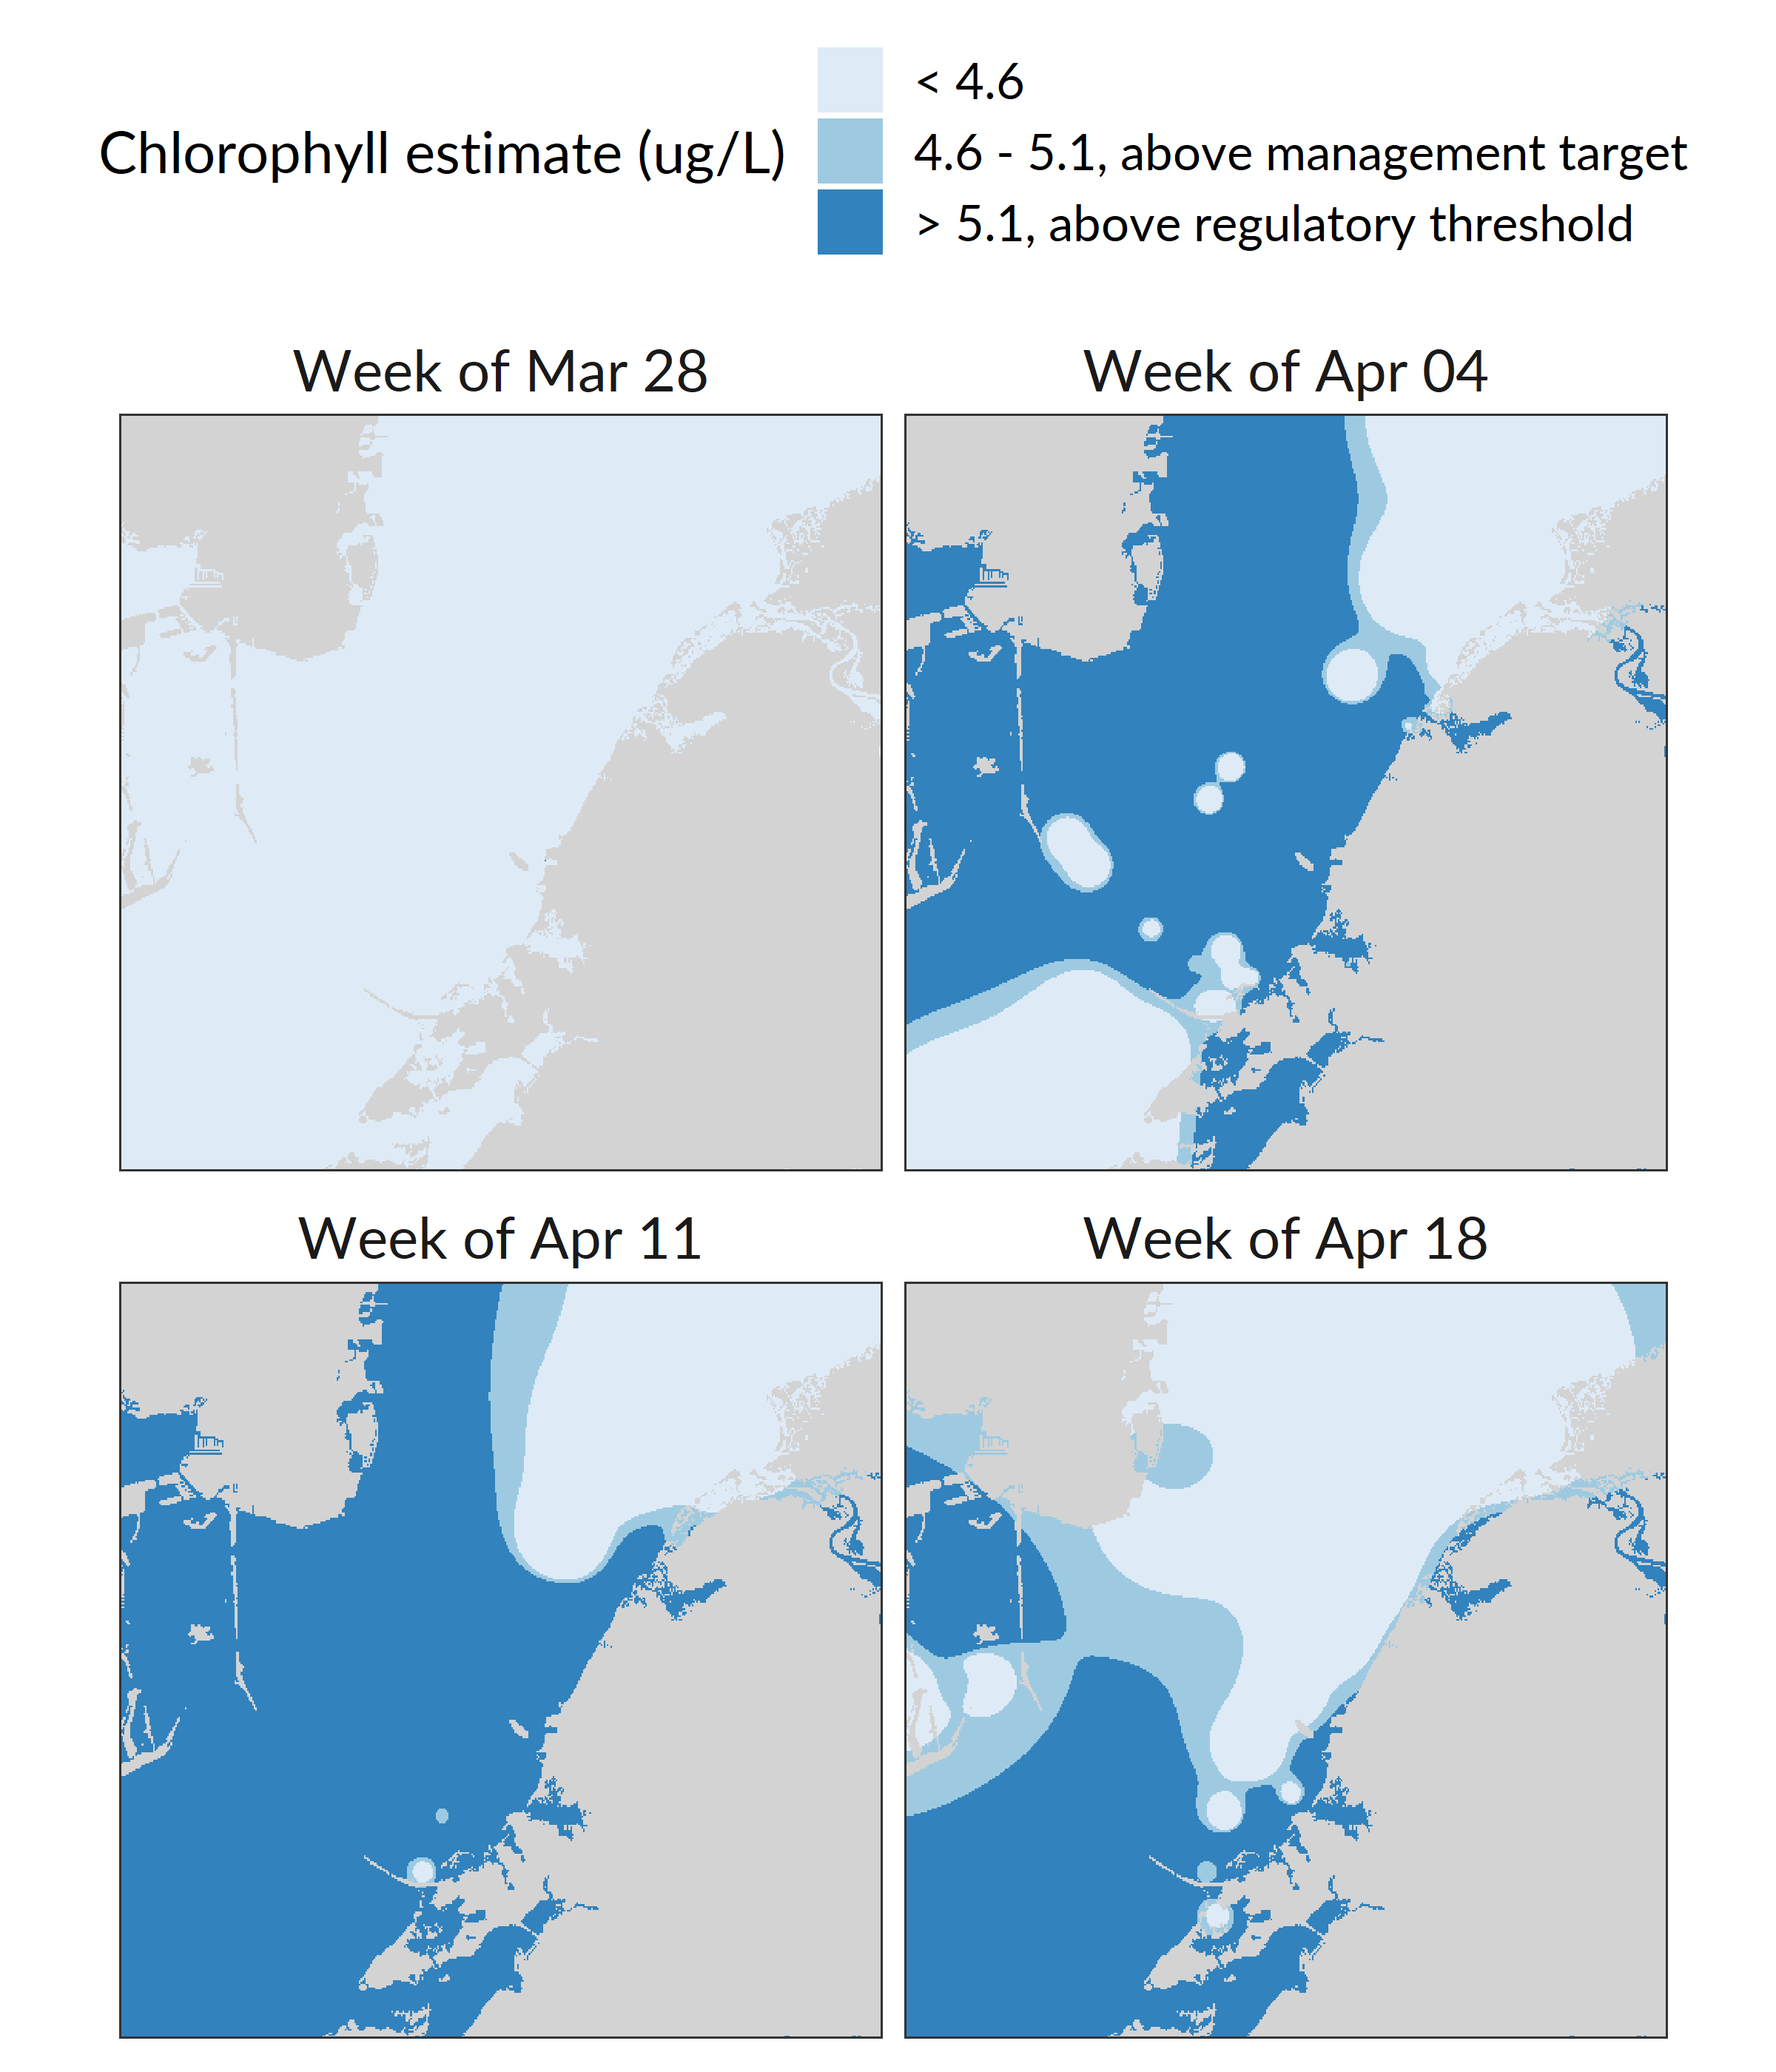 < 4.6
Chlorophyll estimate (ug/L)
4.6 - 5.1, above management target
> 5.1, above regulatory threshold
Week of Mar 28
Week of Apr 04
Week of Apr 11
Week of Apr 18